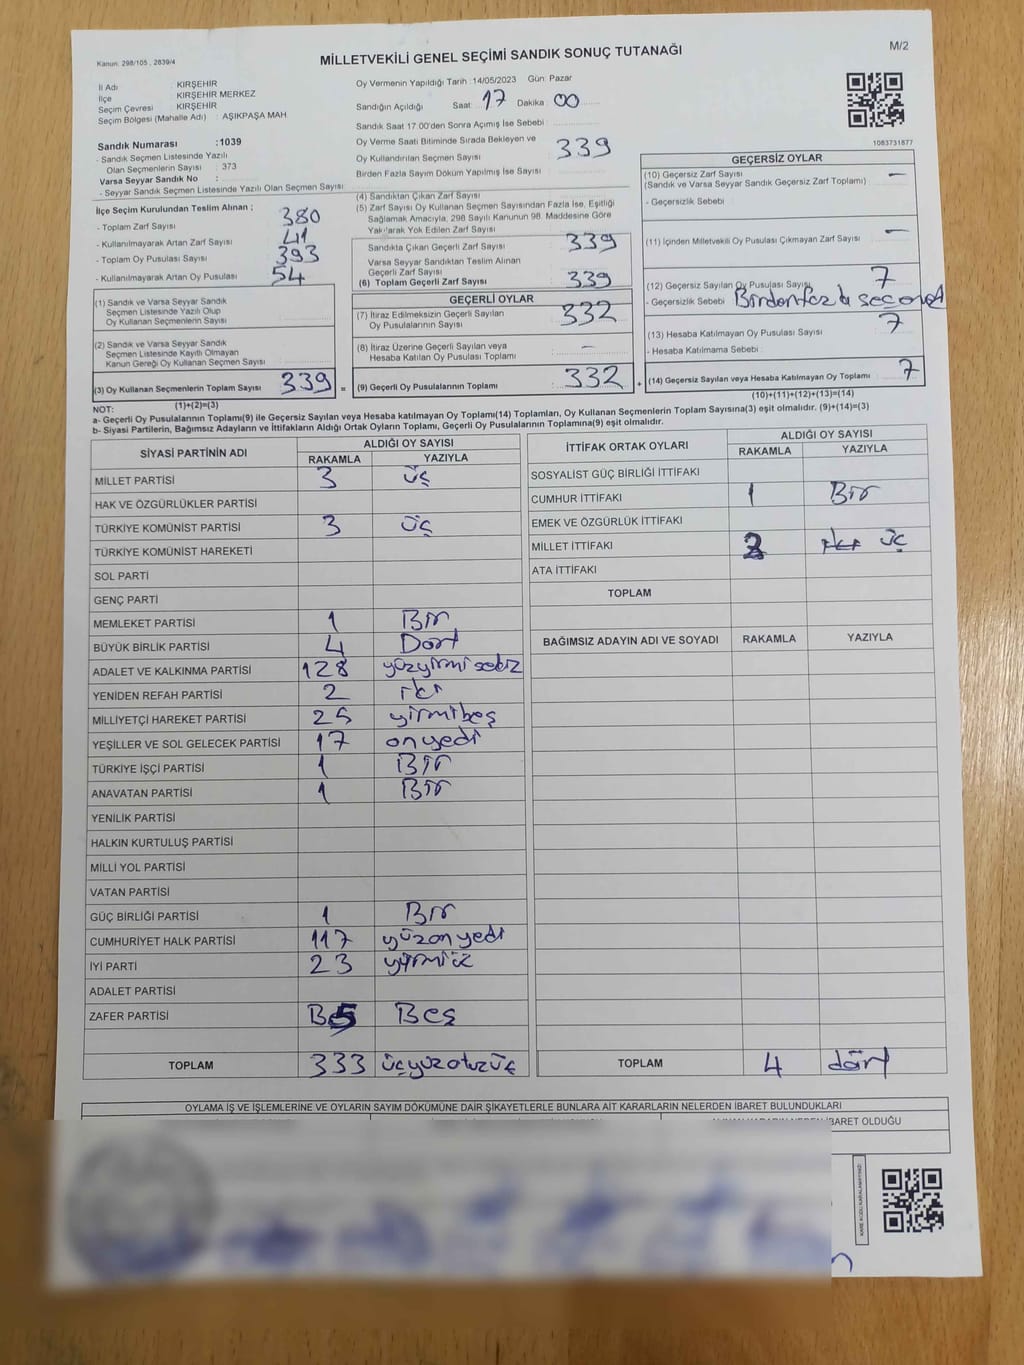 Kanun: 298/105, 2839/4
MİLLETVEKİLİ GENEL SEÇİMİ SANDIK SONUÇ TUTANAĞI
M/2
İl Adı : KIRŞEHİR
İlçe : KIRŞEHİR MERKEZ
Seçim Çevresi : KIRŞEHİR
Seçim Bölgesi (Mahalle Adı) : AŞIKPAŞA MAH
Sandık Numarası :1039
- Sandık Seçmen Listesinde Yazılı
Olan Seçmenlerin Sayısı : 373
Varsa Seyyar Sandık No :
- Seyyar Sandık Seçmen Listesinde Yazılı Olan Seçmen Sayısı
İlçe Seçim Kurulundan Teslim Alınan ;
- Toplam Zarf Sayısı 380
- Kullanılmayarak Artan Zarf Sayısı 41
- Toplam Oy Pusulası Sayısı 393
- Kullanılmayarak Artan Oy Pusulası 54
(1) Sandık ve Varsa Seyyar Sandık
Seçmen Listesinde Yazılı Olup
Oy Kullanan Seçmenlerin Sayısı
(2) Sandık ve Varsa Seyyar Sandık
Seçmen Listesinde Kayıtlı Olmayan
Kanun Gereği Oy Kullanan Seçmen Sayısı
(3) Oy Kullanan Seçmenlerin Toplam Sayısı 339 =
(1)+(2)=(3)
Oy Vermenin Yapıldığı Tarih :14/05/2023 Gün: Pazar
Sandığın Açıldığı Saat: 17 Dakika: 00
Sandık Saat 17.00'den Sonra Açılmış İse Sebebi :
Oy Verme Saati Bitiminde Sırada Bekleyen ve
Oy Kullandırılan Seçmen Sayısı : 339
Birden Fazla Sayım Döküm Yapılmış İse Sayısı :
(4) Sandıktan Çıkan Zarf Sayısı
(5) Zarf Sayısı Oy Kullanan Seçmen Sayısından Fazla İse, Eşitliği
Sağlamak Amacıyla, 298 Sayılı Kanunun 98. Maddesine Göre
Yakılarak Yok Edilen Zarf Sayısı
Sandıkta Çıkan Geçerli Zarf Sayısı 339
Varsa Seyyar Sandıktan Teslim Alınan
Geçerli Zarf Sayısı
(6) Toplam Geçerli Zarf Sayısı 339
GEÇERLİ OYLAR
(7) İtiraz Edilmeksizin Geçerli Sayılan
Oy Pusulalarının Sayısı 332
(8) İtiraz Üzerine Geçerli Sayılan veya
Hesaba Katılan Oy Pusulası Toplamı : -
(9) Geçerli Oy Pusulalarının Toplamı 332 +
1083731877
GEÇERSİZ OYLAR
(10) Geçersiz Zarf Sayısı -
(Sandık ve Varsa Seyyar Sandık Geçersiz Zarf Toplamı)
- Geçersizlik Sebebi :
(11) İçinden Milletvekili Oy Pusulası Çıkmayan Zarf Sayısı -
(12) Geçersiz Sayılan Oy Pusulası Sayısı 7
- Geçersizlik Sebebi :
(13) Hesaba Katılmayan Oy Pusulası Sayısı 7
- Hesaba Katılmama Sebebi :
(14) Geçersiz Sayılan veya Hesaba Katılmayan Oy Toplamı 7
(10)+(11)+(12)+(13)=(14)
NOT:
a- Geçerli Oy Pusulalarının Toplamı(9) ile Geçersiz Sayılan veya Hesaba katılmayan Oy Toplamı(14) Toplamları, Oy Kullanan Seçmenlerin Toplam Sayısına(3) eşit olmalıdır. (9)+(14)=(3)
b- Siyasi Partilerin, Bağımsız Adayların ve İttifakların Aldığı Ortak Oyların Toplamı, Geçerli Oy Pusulalarının Toplamına(9) eşit olmalıdır.
SİYASİ PARTİNİN ADI ALDIĞI OY SAYISI
RAKAMLA YAZIYLA
MİLLET PARTİSİ 3 üç
HAK VE ÖZGÜRLÜKLER PARTİSİ
TÜRKİYE KOMÜNİST PARTİSİ 3 üç
TÜRKİYE KOMÜNİST HAREKETİ
SOL PARTİ
GENÇ PARTİ
MEMLEKET PARTİSİ 1 Bir
BÜYÜK BİRLİK PARTİSİ 4 Dört
ADALET VE KALKINMA PARTİSİ 128 yüzyirmisekiz
YENİDEN REFAH PARTİSİ 2 iki
MİLLİYETÇİ HAREKET PARTİSİ 25 yirmibeş
YEŞİLLER VE SOL GELECEK PARTİSİ 17 onyedi
TÜRKİYE İŞÇİ PARTİSİ 1 Bir
ANAVATAN PARTİSİ 1 Bir
YENİLİK PARTİSİ
HALKIN KURTULUŞ PARTİSİ
MİLLİ YOL PARTİSİ
VATAN PARTİSİ
GÜÇ BİRLİĞİ PARTİSİ 1 Bir
CUMHURİYET HALK PARTİSİ 117 yüzonyedi
İYİ PARTİ 23 yirmiüç
ADALET PARTİSİ
ZAFER PARTİSİ 5 Beş
TOPLAM 333 üçyüzotuzüç
İTTİFAK ORTAK OYLARI ALDIĞI OY SAYISI
RAKAMLA YAZIYLA
SOSYALİST GÜÇ BİRLİĞİ İTTİFAKI
CUMHUR İTTİFAKI 1 Bir
EMEK VE ÖZGÜRLÜK İTTİFAKI
MİLLET İTTİFAKI 3 iki üç
ATA İTTİFAKI
TOPLAM
BAĞIMSIZ ADAYIN ADI VE SOYADI RAKAMLA YAZIYLA
TOPLAM 4 dört
OYLAMA İŞ VE İŞLEMLERİNE VE OYLARIN SAYIM DÖKÜMÜNE DAİR ŞİKAYETLERLE BUNLARA AİT KARARLARIN NELERDEN İBARET BULUNDUKLARI
İBARET OLDUĞU
KARE KODU KARALAMAYINIZ!